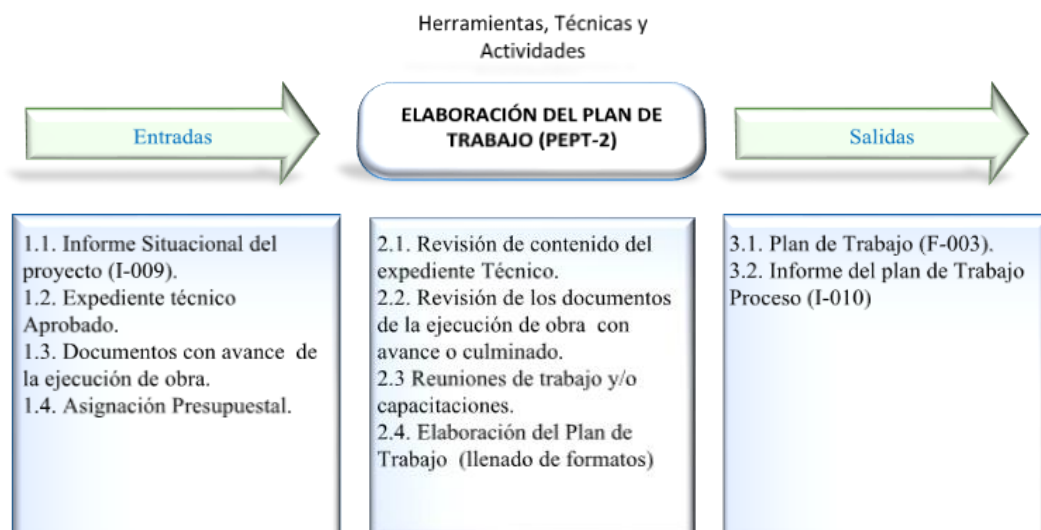 Herramientas, Técnicas y
Actividades
Entradas
ELABORACIÓN DEL PLAN DE
TRABAJO (PEPT-2)
Salidas
1.1. Informe Situacional del
proyecto (I-009).
1.2. Expediente técnico
Aprobado.
1.3. Documentos con avance de
la ejecución de obra.
1.4. Asignación Presupuestal.
2.1. Revisión de contenido del
expediente Técnico.
2.2. Revisión de los documentos
de la ejecución de obra con
avance o culminado.
2.3 Reuniones de trabajo y/o
capacitaciones.
2.4. Elaboración del Plan de
Trabajo (llenado de formatos)
3.1. Plan de Trabajo (F-003).
3.2. Informe del plan de Trabajo
Proceso (I-010)